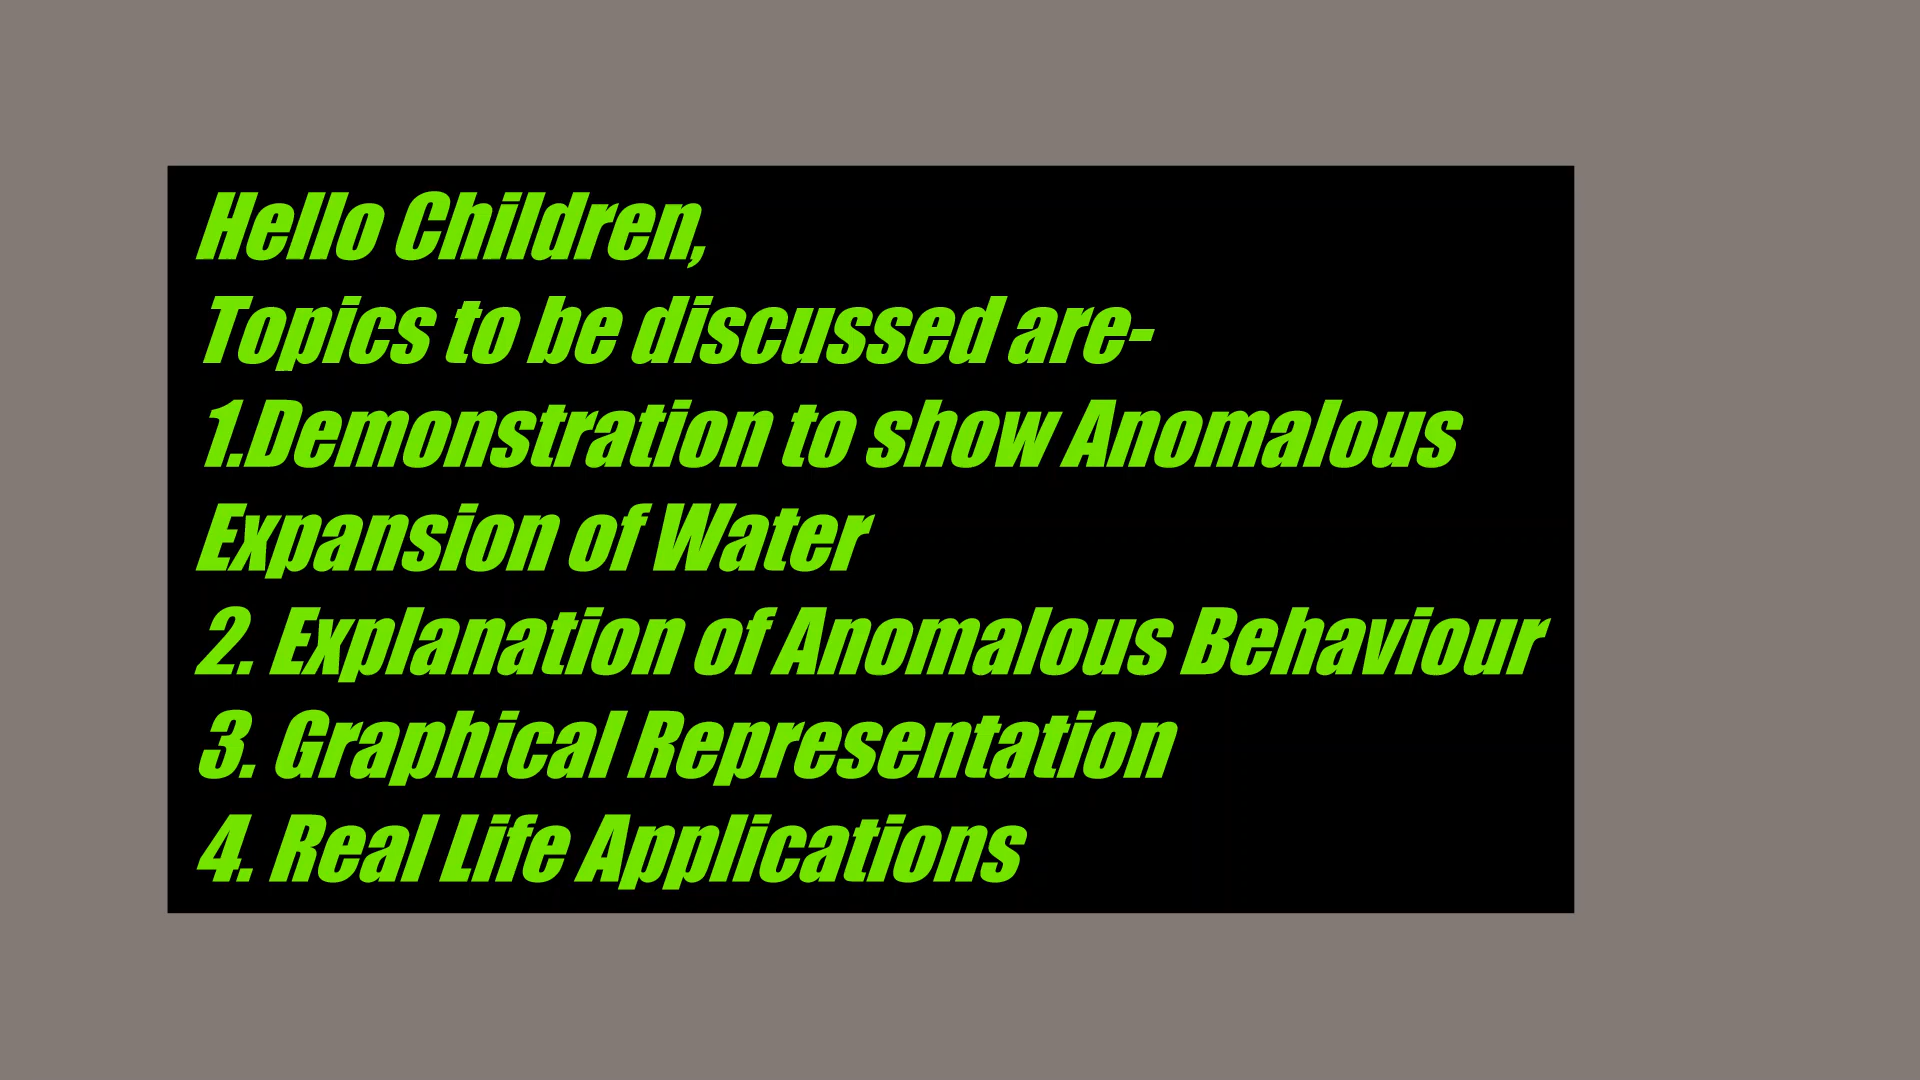 Hello Children,
Topics to be discussed are-
1.Demonstration to show Anomalous
Expansion of Water
2. Explanation of Anomalous Behaviour
3. Graphical Representation
4. Real Life Applications